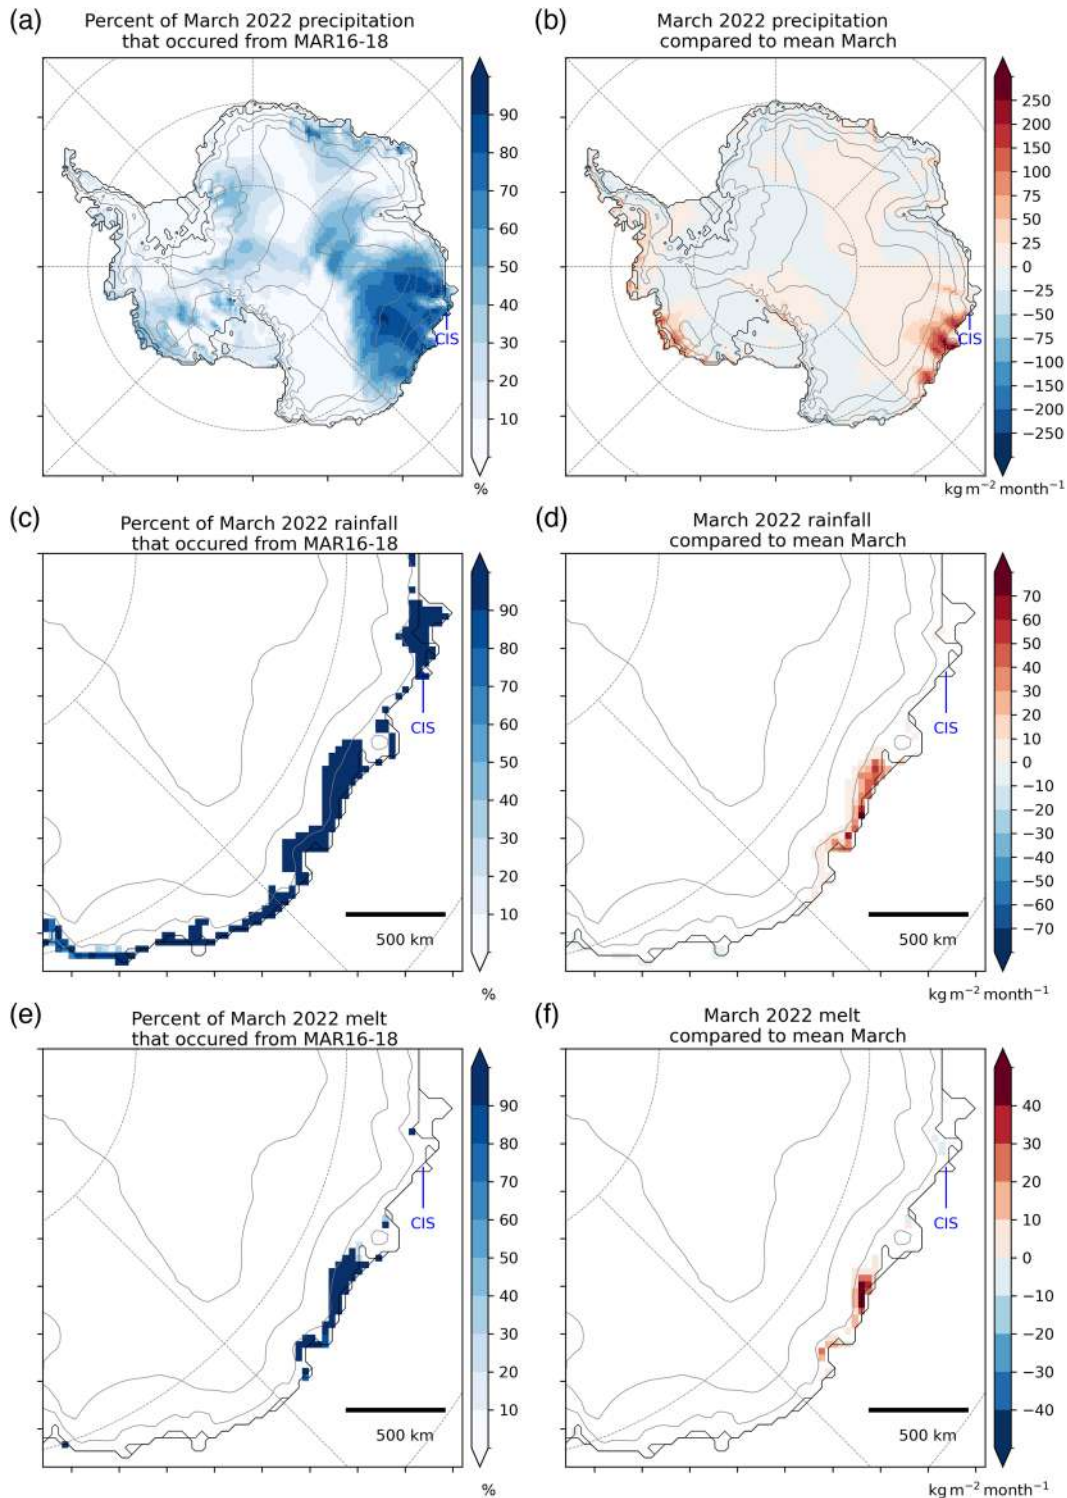 (a)
Percent of March 2022 precipitation
that occured from MAR16-18
90
80
70
60
50
40
30
20
10
%
CIS
(b)
March 2022 precipitation
compared to mean March
250
200
150
100
75
50
25
0
−25
−50
−75
−100
−150
−200
−250
kg m⁻² month⁻¹
CIS
(c)
Percent of March 2022 rainfall
that occured from MAR16-18
90
80
70
60
50
40
30
20
10
%
CIS
500 km
(d)
March 2022 rainfall
compared to mean March
70
60
50
40
30
20
10
0
−10
−20
−30
−40
−50
−60
−70
kg m⁻² month⁻¹
CIS
500 km
(e)
Percent of March 2022 melt
that occured from MAR16-18
90
80
70
60
50
40
30
20
10
%
CIS
500 km
(f)
March 2022 melt
compared to mean March
40
30
20
10
0
−10
−20
−30
−40
kg m⁻² month⁻¹
CIS
500 km